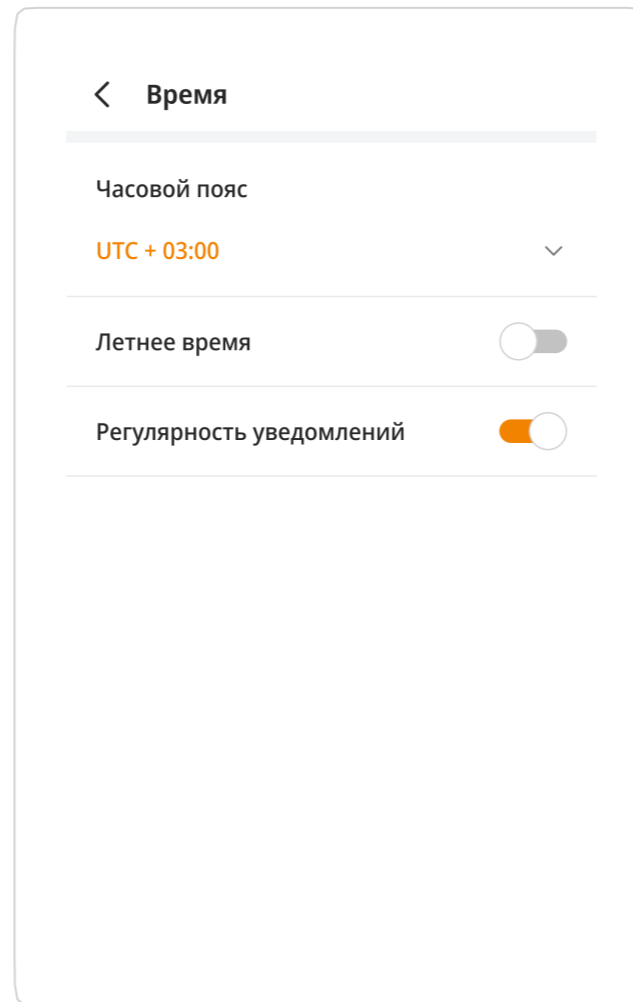 Время
Часовой пояс
UTC + 03:00
Летнее время
Регулярность уведомлений